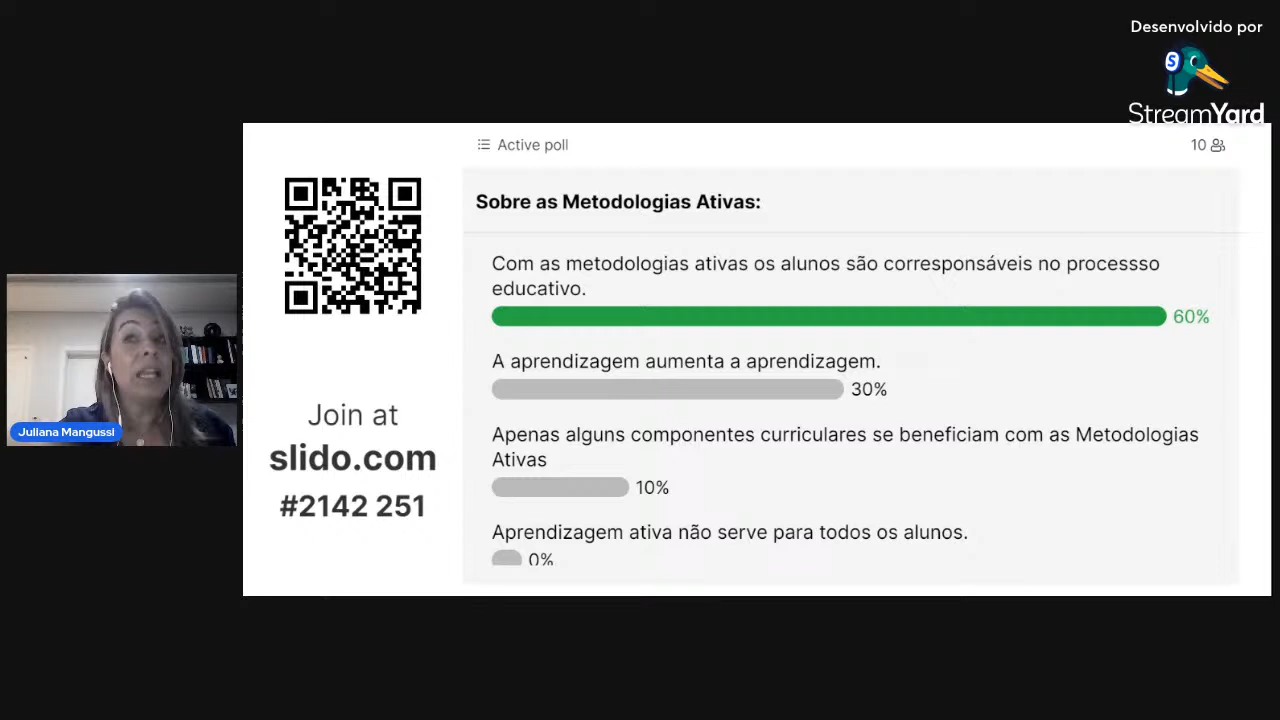 Desenvolvido por
S
StreamYard
Active poll
10
Sobre as Metodologias Ativas:
Com as metodologias ativas os alunos são corresponsáveis no processso
educativo.
60%
A aprendizagem aumenta a aprendizagem.
30%
Apenas alguns componentes curriculares se beneficiam com as Metodologias
Ativas
10%
Aprendizagem ativa não serve para todos os alunos.
0%
Join at
slido.com
#2142 251
Juliana Mangussi